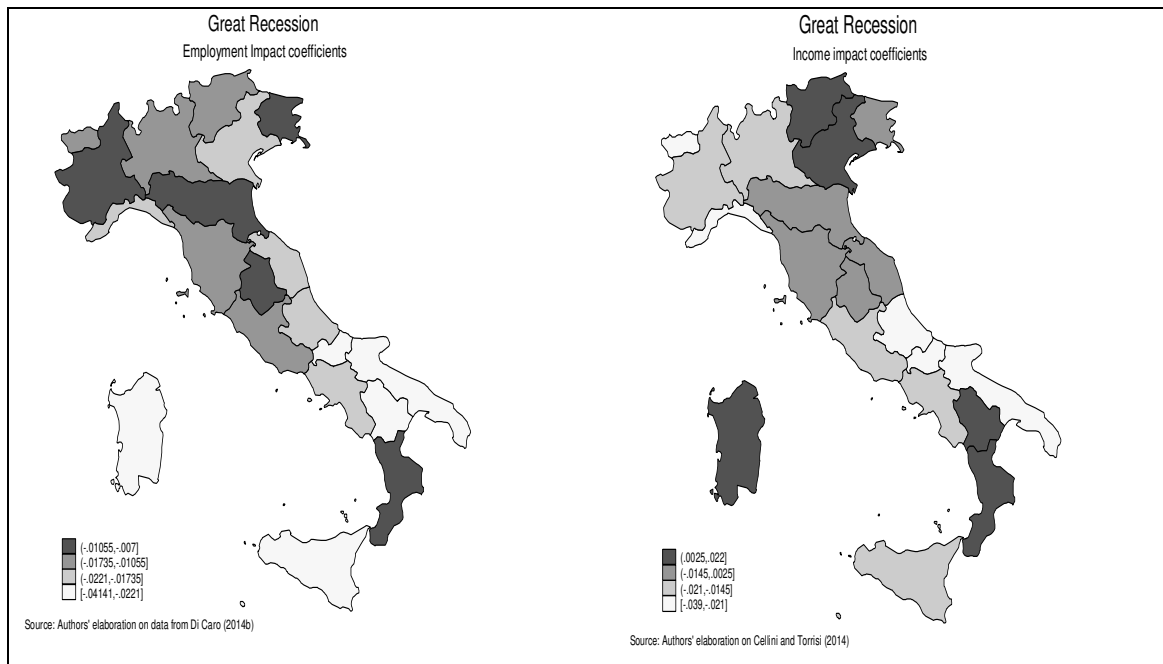 Great Recession
Employment Impact coefficients
(-.01055,-.007]
(-.01735,-.01055]
(-.0221,-.01735]
[-.04141,-.0221]
Source: Authors' elaboration on data from Di Caro (2014b)
Great Recession
Income impact coefficients
(.0025,.022]
(-.0145,.0025]
(-.021,-.0145]
[-.039,-.021]
Source: Authors' elaboration on Cellini and Torrisi (2014)